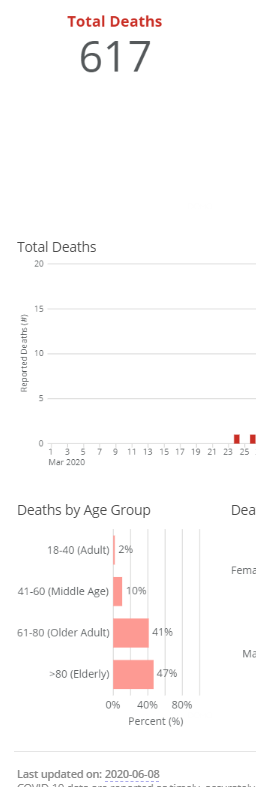 Total Deaths
617
Total Deaths
20
15
10
5
0
Reported Deaths (#)
1 3 5 7 9 11 13 15 17 19 21 23 25
Mar 2020
Deaths by Age Group
18-40 (Adult) 2%
41-60 (Middle Age) 10%
61-80 (Older Adult) 41%
>80 (Elderly) 47%
0% 40% 80%
Percent (%)
Dea
Fema
Ma
Last updated on: 2020-06-08